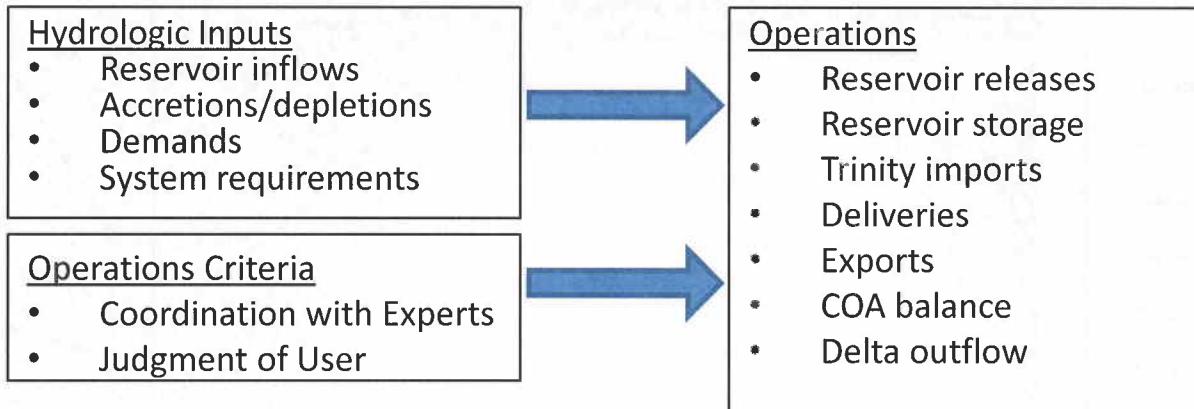 Hydrologic Inputs
• Reservoir inflows
• Accretions/depletions
• Demands
• System requirements
Operations Criteria
• Coordination with Experts
• Judgment of User
Operations
• Reservoir releases
• Reservoir storage
• Trinity imports
• Deliveries
• Exports
• COA balance
• Delta outflow